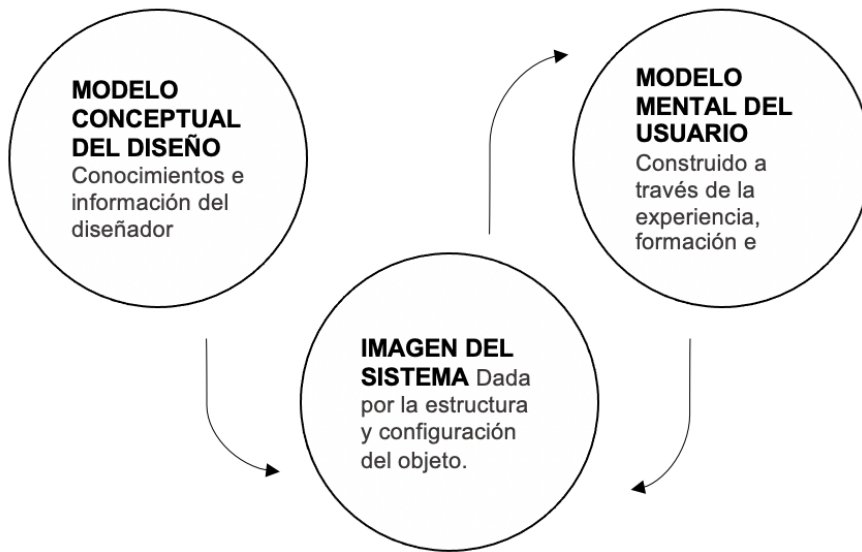 MODELO
CONCEPTUAL
DEL DISEÑO
Conocimientos e
información del
diseñador
MODELO
MENTAL DEL
USUARIO
Construido a
través de la
experiencia,
formación e
IMAGEN DEL
SISTEMA Dada
por la estructura
y configuración
del objeto.